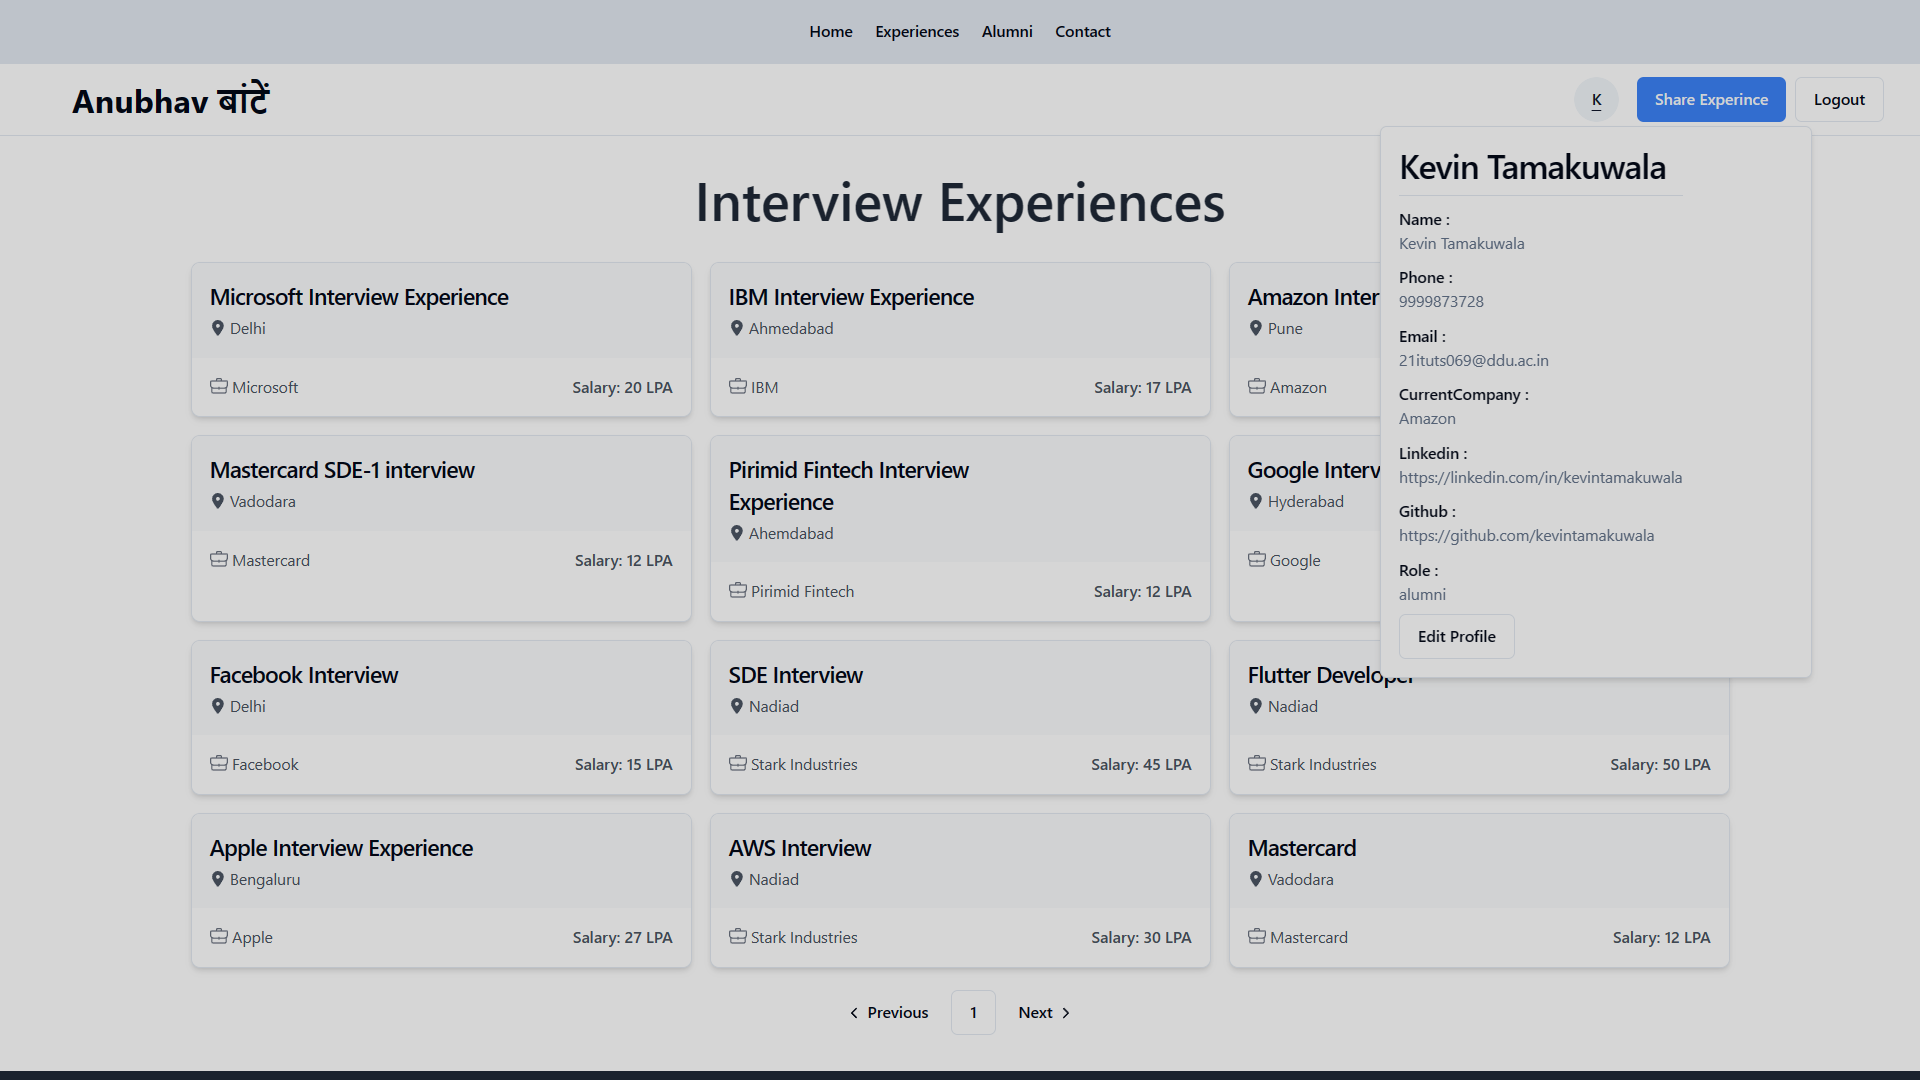 Home Experiences Alumni Contact
Anubhav बांटें
K Share Experince Logout
Interview Experiences
Microsoft Interview Experience
Delhi
Microsoft Salary: 20 LPA
IBM Interview Experience
Ahmedabad
IBM Salary: 17 LPA
Amazon
Pune
Amazon
Mastercard SDE-1 interview
Vadodara
Mastercard Salary: 12 LPA
Pirimid Fintech Interview
Experience
Ahemdabad
Pirimid Fintech Salary: 12 LPA
Google
Hyderabad
Google
Facebook Interview
Delhi
Facebook Salary: 15 LPA
SDE Interview
Nadiad
Stark Industries Salary: 45 LPA
Flutter Developer
Nadiad
Stark Industries Salary: 50 LPA
Apple Interview Experience
Bengaluru
Apple Salary: 27 LPA
AWS Interview
Nadiad
Stark Industries Salary: 30 LPA
Mastercard
Vadodara
Mastercard Salary: 12 LPA
Previous 1 Next
Kevin Tamakuwala
Name :
Kevin Tamakuwala
Phone :
9999873728
Email :
21ituts069@ddu.ac.in
CurrentCompany :
Amazon
Linkedin :
https://linkedin.com/in/kevintamakuwala
Github :
https://github.com/kevintamakuwala
Role :
alumni
Edit Profile